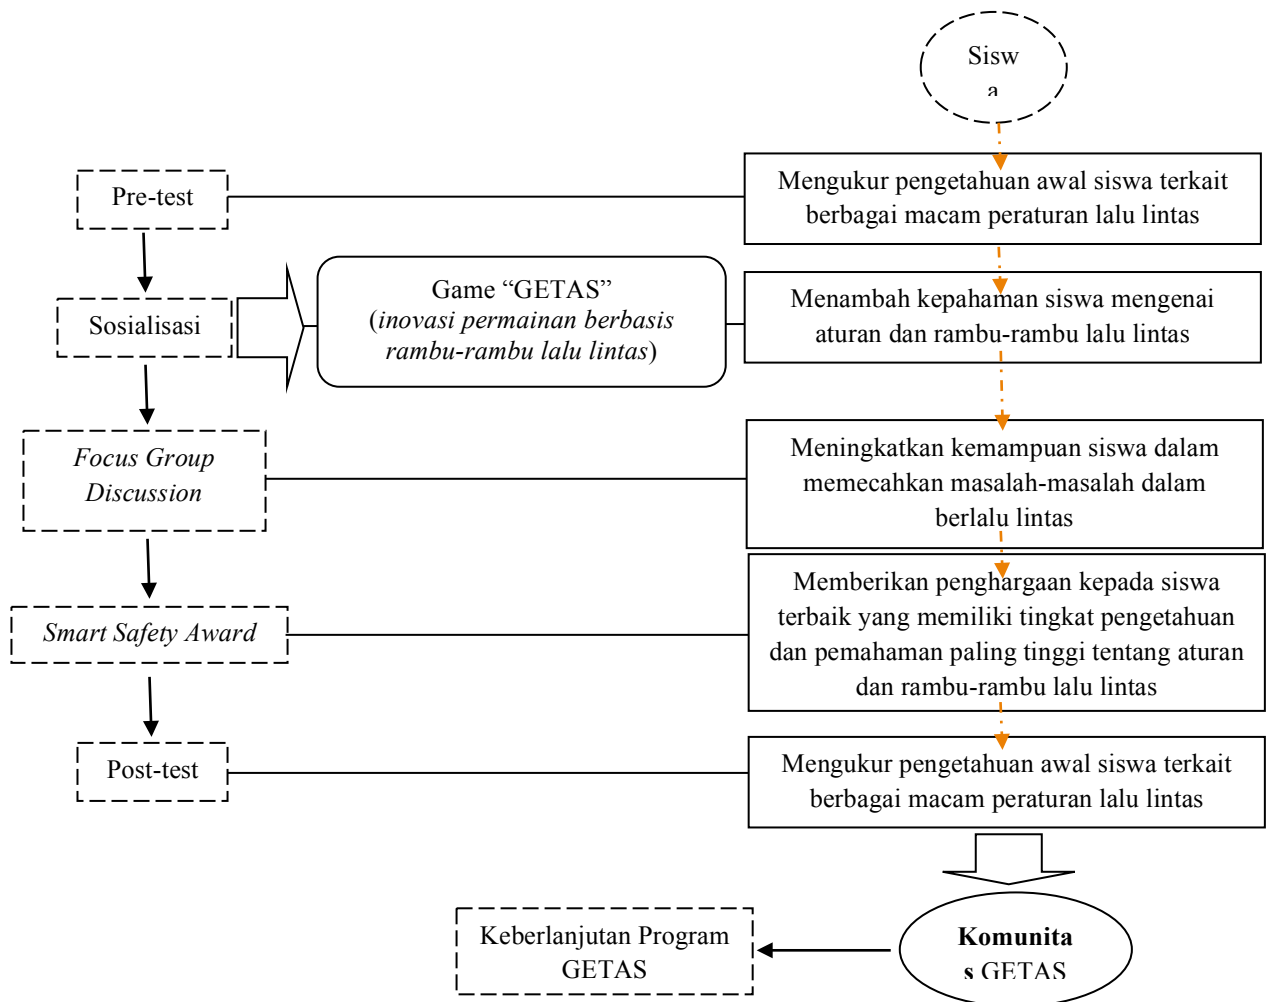 Sisw
a
Pre-test
Mengukur pengetahuan awal siswa terkait
berbagai macam peraturan lalu lintas
Sosialisasi
Game “GETAS”
(inovasi permainan berbasis
rambu-rambu lalu lintas)
Menambah kepahaman siswa mengenai
aturan dan rambu-rambu lalu lintas
Focus Group
Discussion
Meningkatkan kemampuan siswa dalam
memecahkan masalah-masalah dalam
berlalu lintas
Smart Safety Award
Memberikan penghargaan kepada siswa
terbaik yang memiliki tingkat pengetahuan
dan pemahaman paling tinggi tentang aturan
dan rambu-rambu lalu lintas
Post-test
Mengukur pengetahuan awal siswa terkait
berbagai macam peraturan lalu lintas
Keberlanjutan Program
GETAS
Komunita
s GETAS